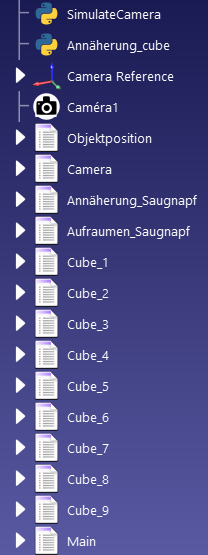 SimulateCamera
Annäherung_cube
Camera Reference
Caméra1
Objektposition
Camera
Annäherung_Saugnapf
Aufraumen_Saugnapf
Cube_1
Cube_2
Cube_3
Cube_4
Cube_5
Cube_6
Cube_7
Cube_8
Cube_9
Main